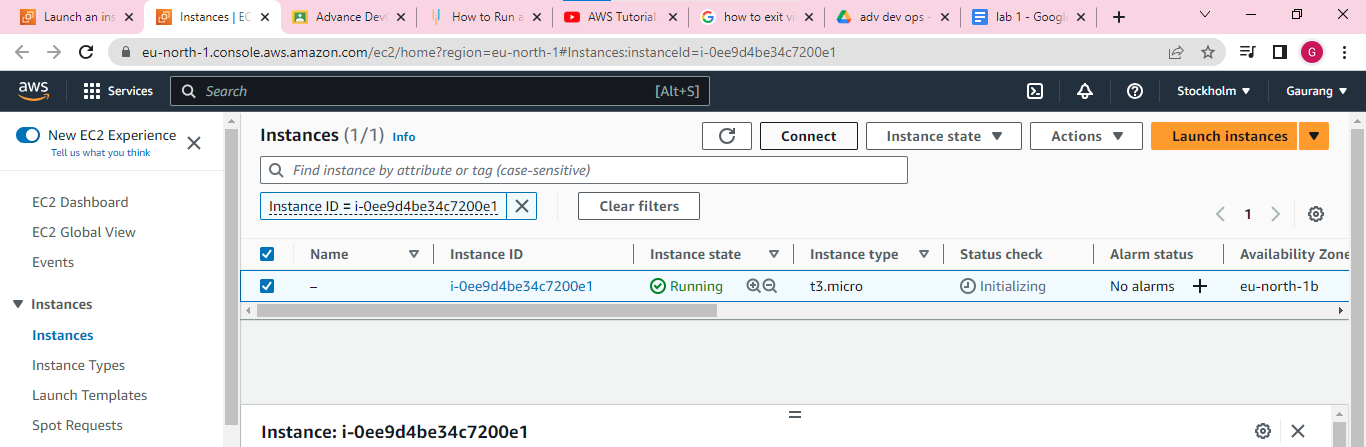 Launch an ins
Instances | EC
Advance Dev
How to Run a
AWS Tutorial
how to exit vi
adv dev ops -
lab 1 - Google
eu-north-1.console.aws.amazon.com/ec2/home?region=eu-north-1#Instances:instanceId=i-0ee9d4be34c7200e1
G
aws
Services
Search
[Alt+S]
Stockholm
Gaurang
New EC2 Experience
Tell us what you think
EC2 Dashboard
EC2 Global View
Events
Instances
Instances
Instance Types
Launch Templates
Spot Requests
Instances (1/1) Info
Connect
Instance state
Actions
Launch instances
Find instance by attribute or tag (case-sensitive)
Instance ID = i-0ee9d4be34c7200e1
Clear filters
1
Name Instance ID Instance state Instance type Status check Alarm status Availability Zone
– i-0ee9d4be34c7200e1 Running t3.micro Initializing No alarms + eu-north-1b
Instance: i-0ee9d4be34c7200e1